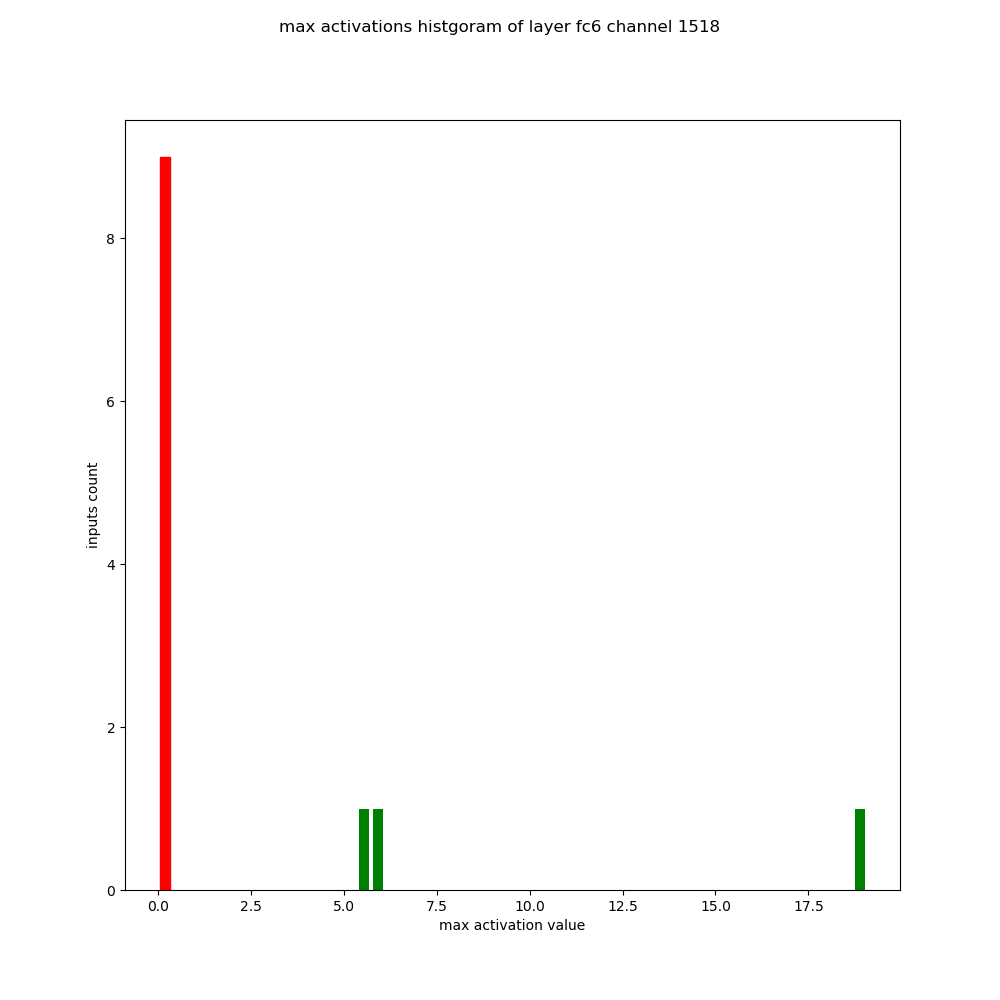 max activations histgoram of layer fc6 channel 1518
8
6
4
2
0
inputs count
0.0 2.5 5.0 7.5 10.0 12.5 15.0 17.5
max activation value